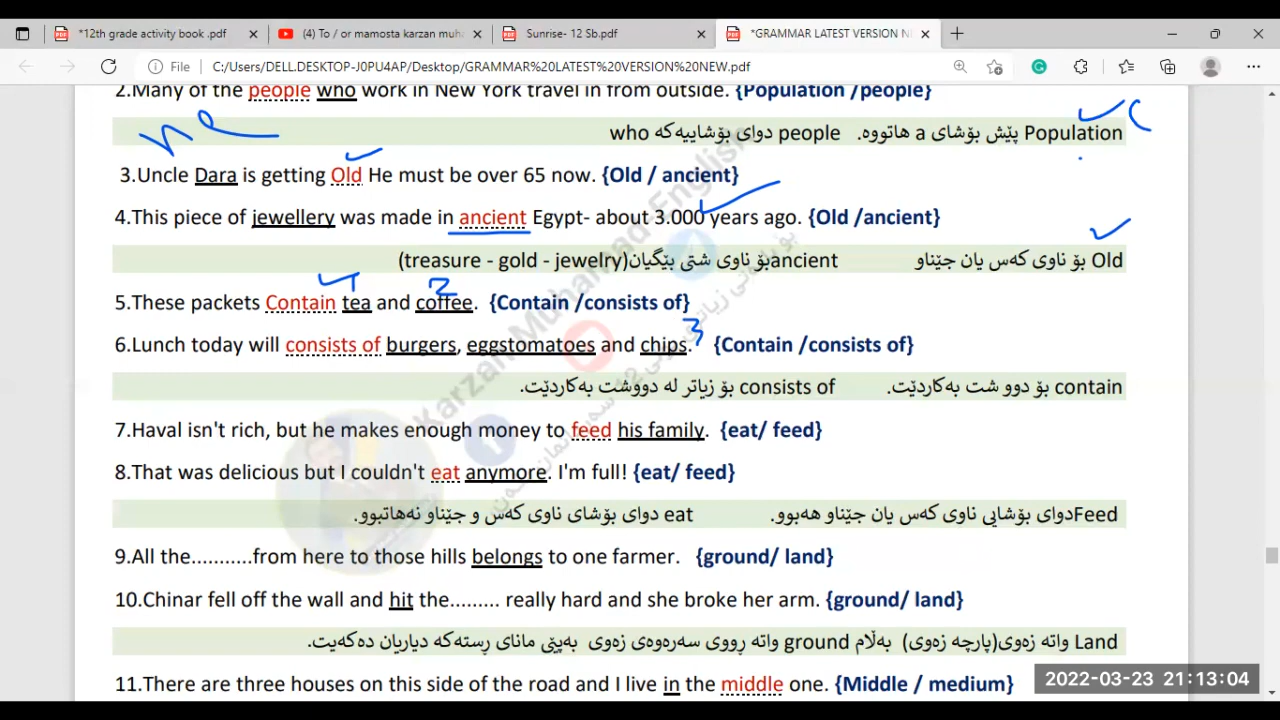 *12th grade activity book .pdf
(4) To / or mamosta karzan muha
Sunrise- 12 Sb.pdf
*GRAMMAR LATEST VERSION NE
File C:/Users/DELL.DESKTOP-J0PU4AP/Desktop/GRAMMAR%20LATEST%20VERSION%20NEW.pdf
2.Many of the people who work in New York travel in from outside. {Population /people}
Population پێش بۆشای a هاتووە. people دوای بۆشاییەکە who
3.Uncle Dara is getting Old He must be over 65 now. {Old / ancient}
4.This piece of jewellery was made in ancient Egypt- about 3.000 years ago. {Old /ancient}
Old بۆ ناوی کەس یان جێناو ancientبۆ ناوی شتی بێگیان(treasure - gold - jewelry)
5.These packets Contain tea and coffee. {Contain /consists of}
6.Lunch today will consists of burgers, eggstomatoes and chips. {Contain /consists of}
contain بۆ دوو شت بەکاردێت. consists of بۆ زیاتر لە دووشت بەکاردێت.
7.Haval isn't rich, but he makes enough money to feed his family. {eat/ feed}
8.That was delicious but I couldn't eat anymore. I'm full! {eat/ feed}
Feedدوای بۆشایی ناوی کەس یان جێناو هەبوو. eat دوای بۆشای ناوی کەس و جێناو نەهاتبوو.
9.All the...........from here to those hills belongs to one farmer. {ground/ land}
10.Chinar fell off the wall and hit the......... really hard and she broke her arm. {ground/ land}
Land واتە زەوی(پارچە زەوی) بەڵام ground واتە ڕووی سەرەوەی زەوی بەپێی مانای ڕستەکە دیاریان دەکەیت.
11.There are three houses on this side of the road and I live in the middle one. {Middle / medium}
2022-03-23 21:13:04
Karzan Muhamad English